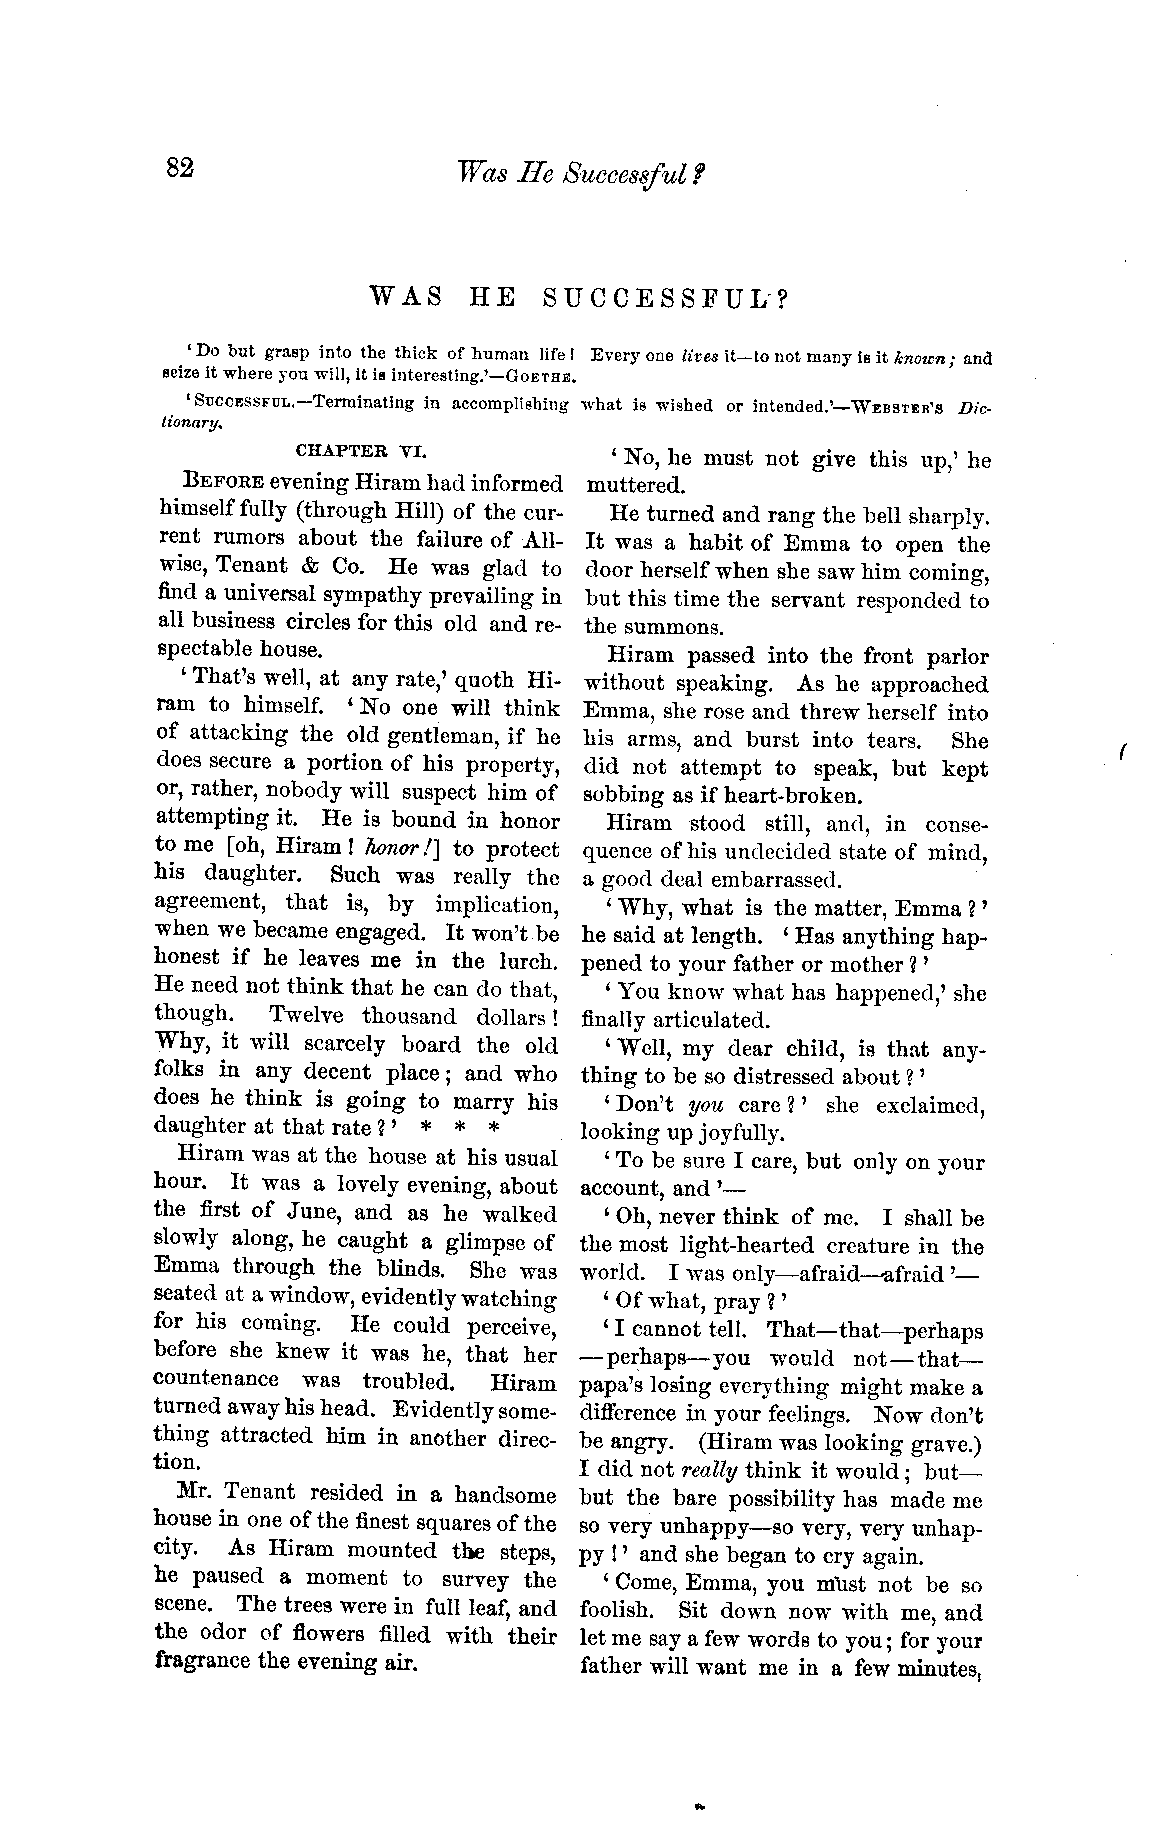 82
Was He Successful?
WAS HE SUCCESSFUL?
‘Do but grasp into the thick of human life! Every one lives it—to not many is it known; and
seize it where you will, it is interesting.’—GOETHE.
‘SUCCESSFUL.—Terminating in accomplishing what is wished or intended.’—WEBSTER'S Dic-
tionary.
CHAPTER VI.
BEFORE evening Hiram had informed
himself fully (through Hill) of the cur-
rent rumors about the failure of All-
wise, Tenant & Co. He was glad to
find a universal sympathy prevailing in
all business circles for this old and re-
spectable house.
‘That's well, at any rate,’ quoth Hi-
ram to himself. ‘No one will think
of attacking the old gentleman, if he
does secure a portion of his property,
or, rather, nobody will suspect him of
attempting it. He is bound in honor
to me [oh, Hiram! honor!] to protect
his daughter. Such was really the
agreement, that is, by implication,
when we became engaged. It won't be
honest if he leaves me in the lurch.
He need not think that he can do that,
though. Twelve thousand dollars!
Why, it will scarcely board the old
folks in any decent place; and who
does he think is going to marry his
daughter at that rate?’ * * *
Hiram was at the house at his usual
hour. It was a lovely evening, about
the first of June, and as he walked
slowly along, he caught a glimpse of
Emma through the blinds. She was
seated at a window, evidently watching
for his coming. He could perceive,
before she knew it was he, that her
countenance was troubled. Hiram
turned away his head. Evidently some-
thing attracted him in another direc-
tion.
Mr. Tenant resided in a handsome
house in one of the finest squares of the
city. As Hiram mounted the steps,
he paused a moment to survey the
scene. The trees were in full leaf, and
the odor of flowers filled with their
fragrance the evening air.
‘No, he must not give this up,’ he
muttered.
He turned and rang the bell sharply.
It was a habit of Emma to open the
door herself when she saw him coming,
but this time the servant responded to
the summons.
Hiram passed into the front parlor
without speaking. As he approached
Emma, she rose and threw herself into
his arms, and burst into tears. She
did not attempt to speak, but kept
sobbing as if heart-broken.
Hiram stood still, and, in conse-
quence of his undecided state of mind,
a good deal embarrassed.
‘Why, what is the matter, Emma?’
he said at length. ‘Has anything hap-
pened to your father or mother?’
‘You know what has happened,’ she
finally articulated.
‘Well, my dear child, is that any-
thing to be so distressed about?’
‘Don't you care?’ she exclaimed,
looking up joyfully.
‘To be sure I care, but only on your
account, and’—
‘Oh, never think of me. I shall be
the most light-hearted creature in the
world. I was only—afraid—afraid’—
‘Of what, pray?’
‘I cannot tell. That—that—perhaps
—perhaps—you would not—that—
papa's losing everything might make a
difference in your feelings. Now don't
be angry. (Hiram was looking grave.)
I did not really think it would; but—
but the bare possibility has made me
so very unhappy—so very, very unhap-
py!’ and she began to cry again.
‘Come, Emma, you must not be so
foolish. Sit down now with me, and
let me say a few words to you; for your
father will want me in a few minutes,